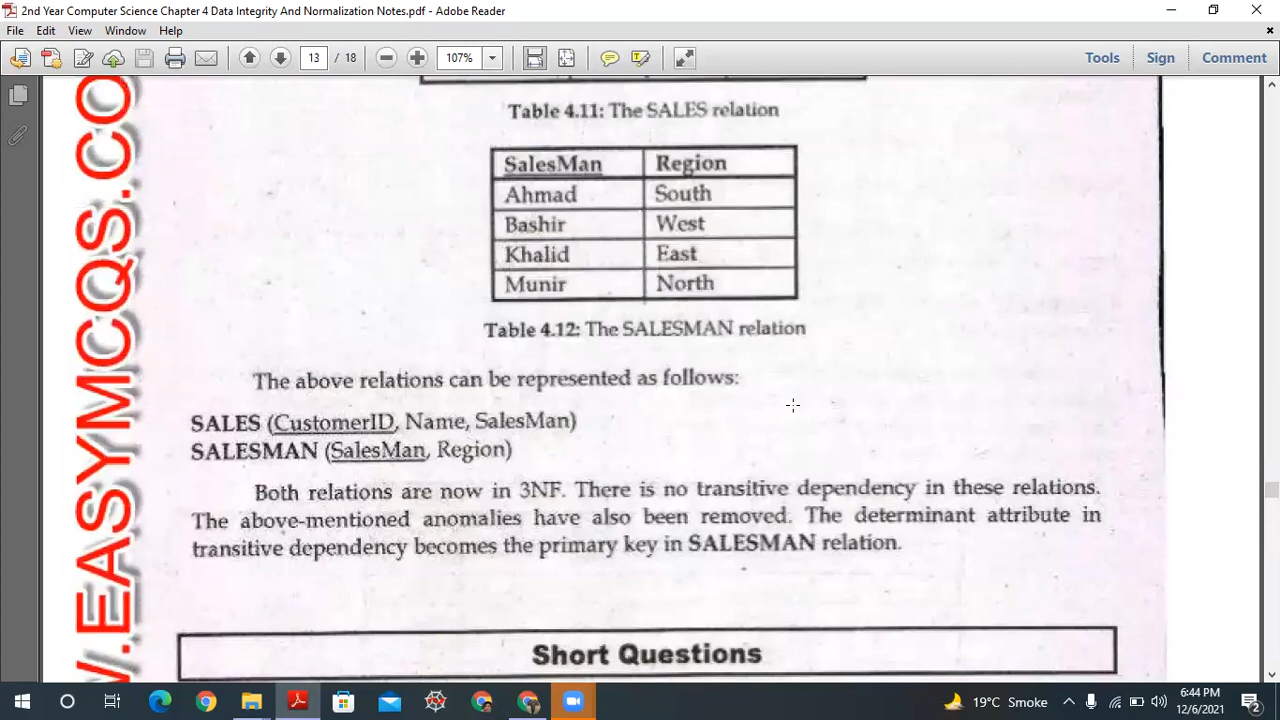 2nd Year Computer Science Chapter 4 Data Integrity And Normalization Notes.pdf - Adobe Reader
File Edit View Window Help
13 / 18 107% Tools Sign Comment
Table 4.11: The SALES relation
SalesMan Region
Ahmad South
Bashir West
Khalid East
Munir North
Table 4.12: The SALESMAN relation
The above relations can be represented as follows:
SALES (CustomerID, Name, SalesMan)
SALESMAN (SalesMan, Region)
Both relations are now in 3NF. There is no transitive dependency in these relations.
The above-mentioned anomalies have also been removed. The determinant attribute in
transitive dependency becomes the primary key in SALESMAN relation.
Short Questions
W.EASYMCQS.CO
19°C Smoke 6:44 PM
12/6/2021
2